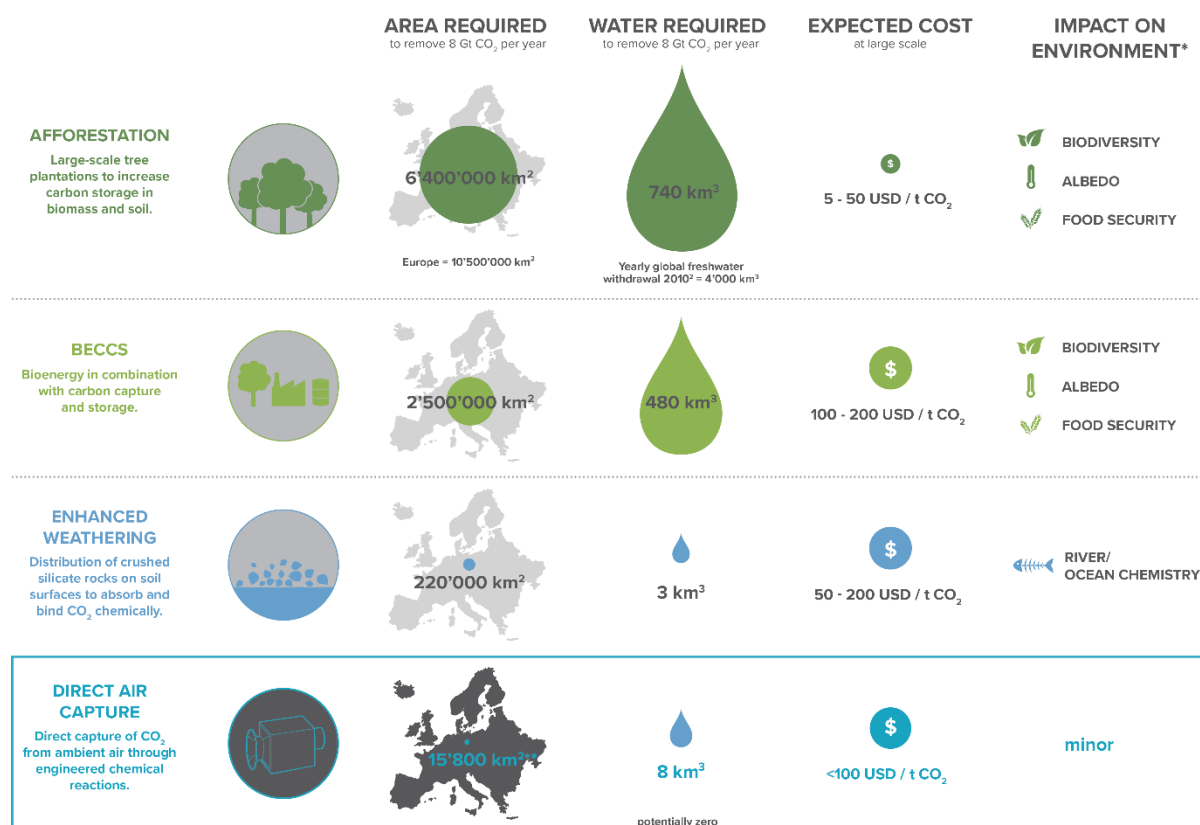 AREA REQUIRED
to remove 8 Gt CO₂ per year
WATER REQUIRED
to remove 8 Gt CO₂ per year
EXPECTED COST
at large scale
IMPACT ON
ENVIRONMENT*
AFFORESTATION
Large-scale tree
plantations to increase
carbon storage in
biomass and soil.
6'400'000 km²
Europe = 10'500'000 km²
740 km³
Yearly global freshwater
withdrawal 2010² = 4'000 km³
$
5 - 50 USD / t CO₂
BIODIVERSITY
ALBEDO
FOOD SECURITY
BECCS
Bioenergy in combination
with carbon capture
and storage.
2'500'000 km²
480 km³
$
100 - 200 USD / t CO₂
BIODIVERSITY
ALBEDO
FOOD SECURITY
ENHANCED
WEATHERING
Distribution of crushed
silicate rocks on soil
surfaces to absorb and
bind CO₂ chemically.
220'000 km²
3 km³
$
50 - 200 USD / t CO₂
RIVER/
OCEAN CHEMISTRY
DIRECT AIR
CAPTURE
Direct capture of CO₂
from ambient air through
engineered chemical
reactions.
15'800 km²**
8 km³
potentially zero
$
<100 USD / t CO₂
minor